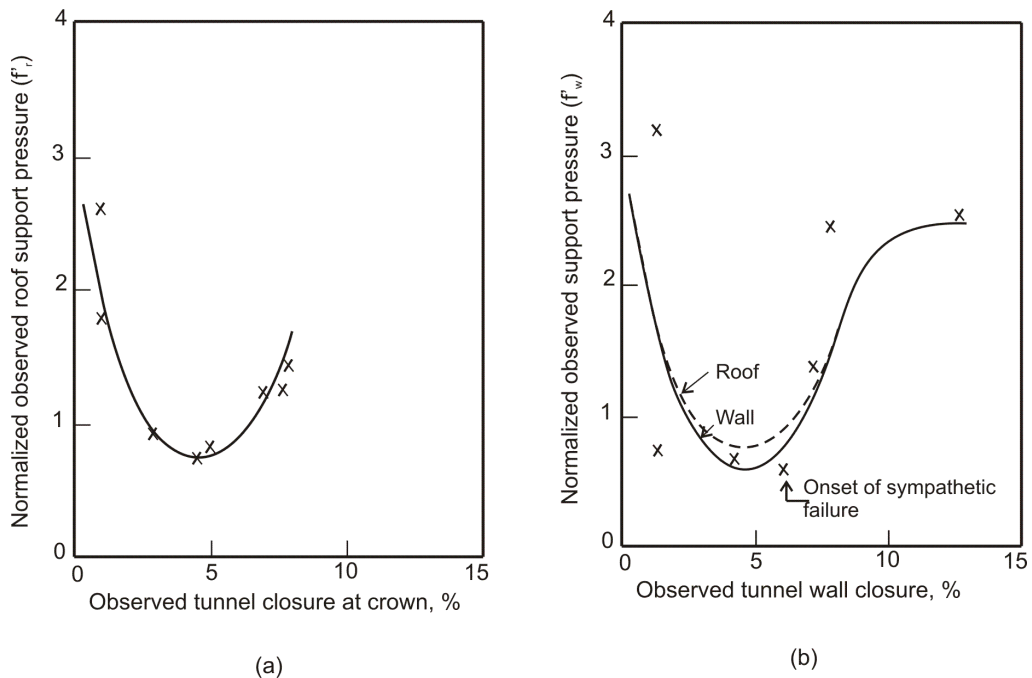 Normalized observed roof support pressure (f'r)
4
3
2
1
0
0 5 10 15
Observed tunnel closure at crown, %
(a)
Normalized observed support pressure (f'w)
4
3
2
1
0
0 5 10 15
Roof
Wall
Onset of sympathetic
failure
Observed tunnel wall closure, %
(b)